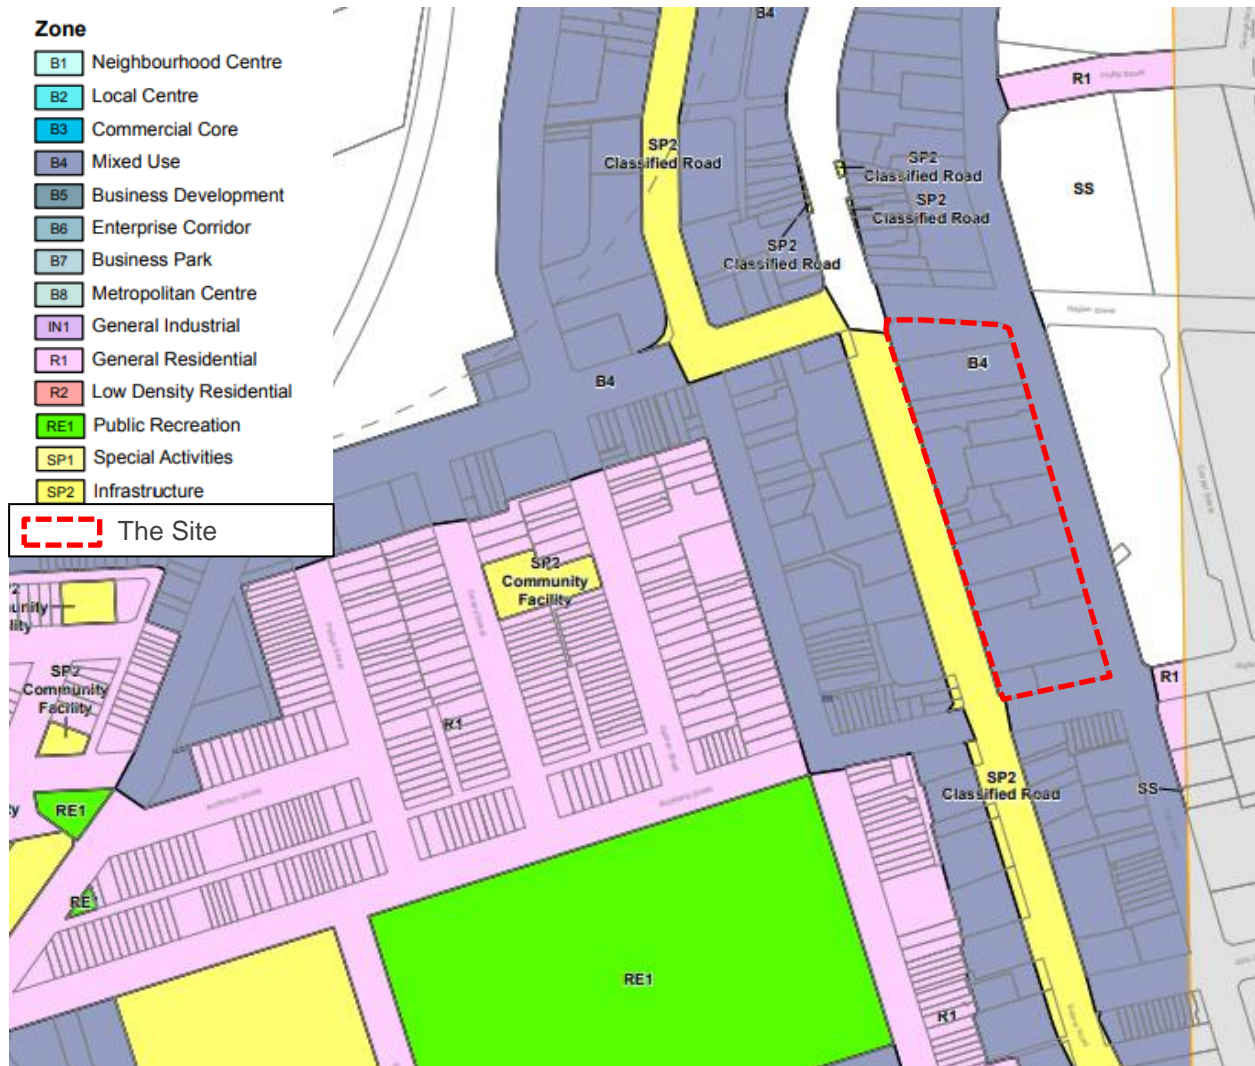 Zone
B1 Neighbourhood Centre
B2 Local Centre
B3 Commercial Core
B4 Mixed Use
B5 Business Development
B6 Enterprise Corridor
B7 Business Park
B8 Metropolitan Centre
IN1 General Industrial
R1 General Residential
R2 Low Density Residential
RE1 Public Recreation
SP1 Special Activities
SP2 Infrastructure
The Site
B4
R1
SP2
Classified Road
SP2
Classified Road
SS
SP2
Classified Road
SP2
Classified Road
B4
B4
SP2
Community
Facility
SP2
Community
Facility
R1
R1
SP2
Classified Road
SS
RE1
RE1
RE1
R1